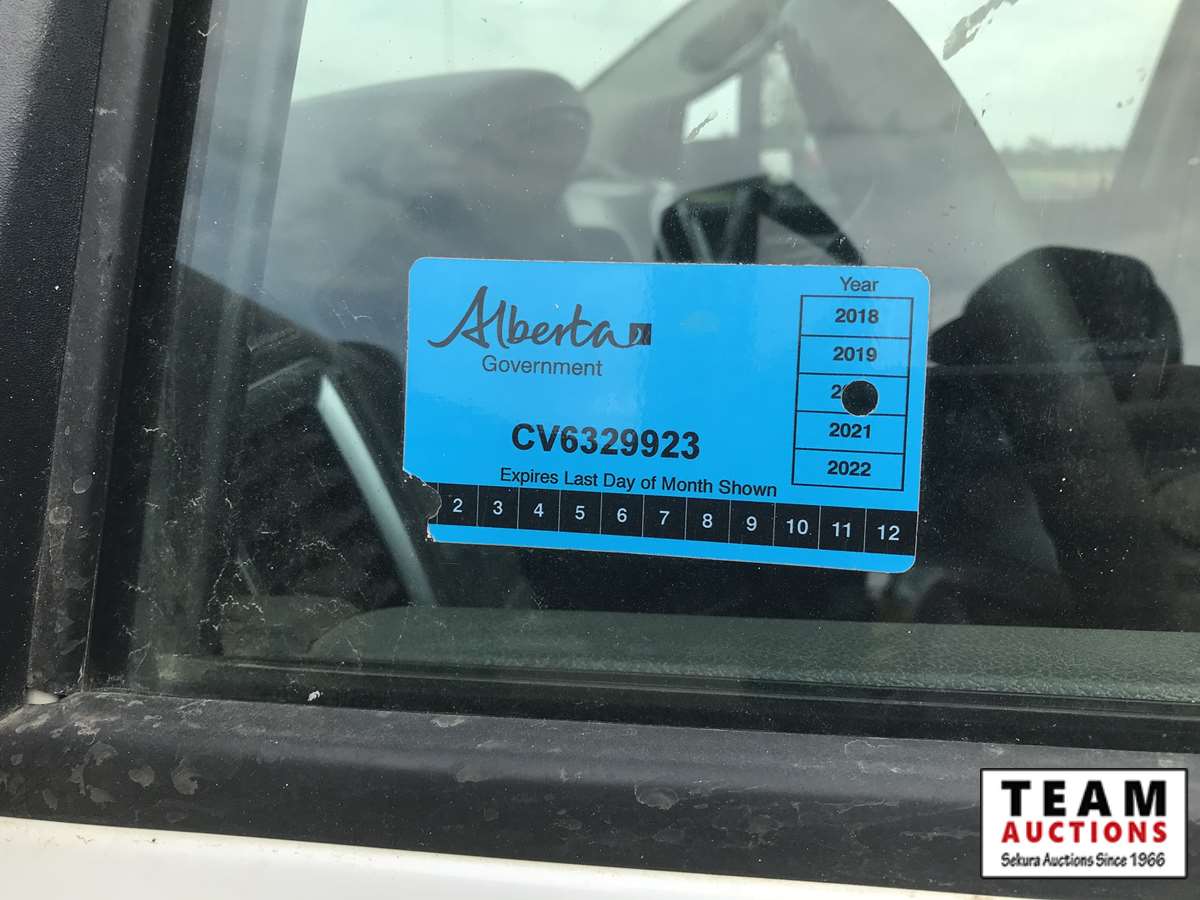 Alberta
Government
CV6329923
Expires Last Day of Month Shown
2 3 4 5 6 7 8 9 10 11 12
Year
2018
2019
2021
2022
TEAM
AUCTIONS
Sekura Auctions Since 1966